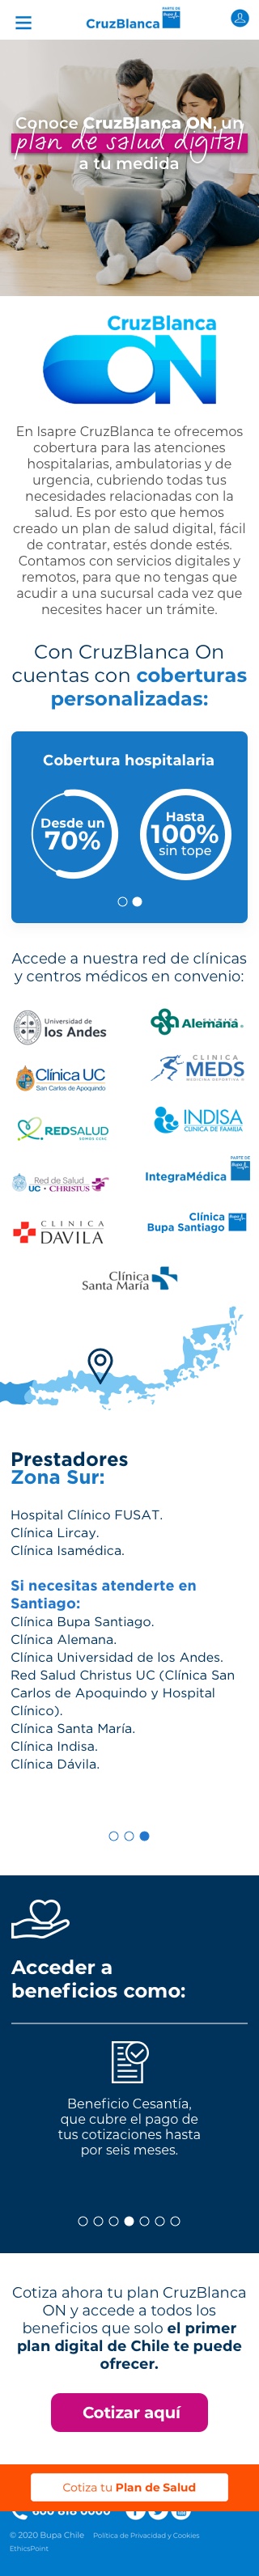 CruzBlanca
PARTE DE
Bupa
Conoce CruzBlanca ON, un
plan de salud digital
a tu medida
CruzBlanca
ON
En Isapre CruzBlanca te ofrecemos
cobertura para las atenciones
hospitalarias, ambulatorias y de
urgencia, cubriendo todas tus
necesidades relacionadas con la
salud. Es por esto que hemos
creado un plan de salud digital, fácil
de contratar, estés donde estés.
Contamos con servicios digitales y
remotos, para que no tengas que
acudir a una sucursal cada vez que
necesites hacer un trámite.
Con CruzBlanca On
cuentas con coberturas
personalizadas:
Cobertura hospitalaria
Desde un
70%
Hasta
100%
sin tope
Accede a nuestra red de clínicas
y centros médicos en convenio:
Universidad de
los Andes
CLINICA
Alemana
Clínica UC
San Carlos de Apoquindo
CLINICA
MEDS
MEDICINA DEPORTIVA
REDSALUD
SOMOS CChC
INDISA
CLINICA DE FAMILIA
Red de Salud
UC · CHRISTUS
IntegraMédica
PARTE DE
Bupa
CLINICA
DAVILA
Clínica
Bupa Santiago
Bupa
Clínica
Santa María
Prestadores
Zona Sur:
Hospital Clínico FUSAT.
Clínica Lircay.
Clínica Isamédica.
Si necesitas atenderte en
Santiago:
Clínica Bupa Santiago.
Clínica Alemana.
Clínica Universidad de los Andes.
Red Salud Christus UC (Clínica San
Carlos de Apoquindo y Hospital
Clínico).
Clínica Santa María.
Clínica Indisa.
Clínica Dávila.
Acceder a
beneficios como:
Beneficio Cesantía,
que cubre el pago de
tus cotizaciones hasta
por seis meses.
Cotiza ahora tu plan CruzBlanca
ON y accede a todos los
beneficios que solo el primer
plan digital de Chile te puede
ofrecer.
Cotizar aquí
Cotiza tu Plan de Salud
600 818 0000
© 2020 Bupa Chile Política de Privacidad y Cookies
EthicsPoint